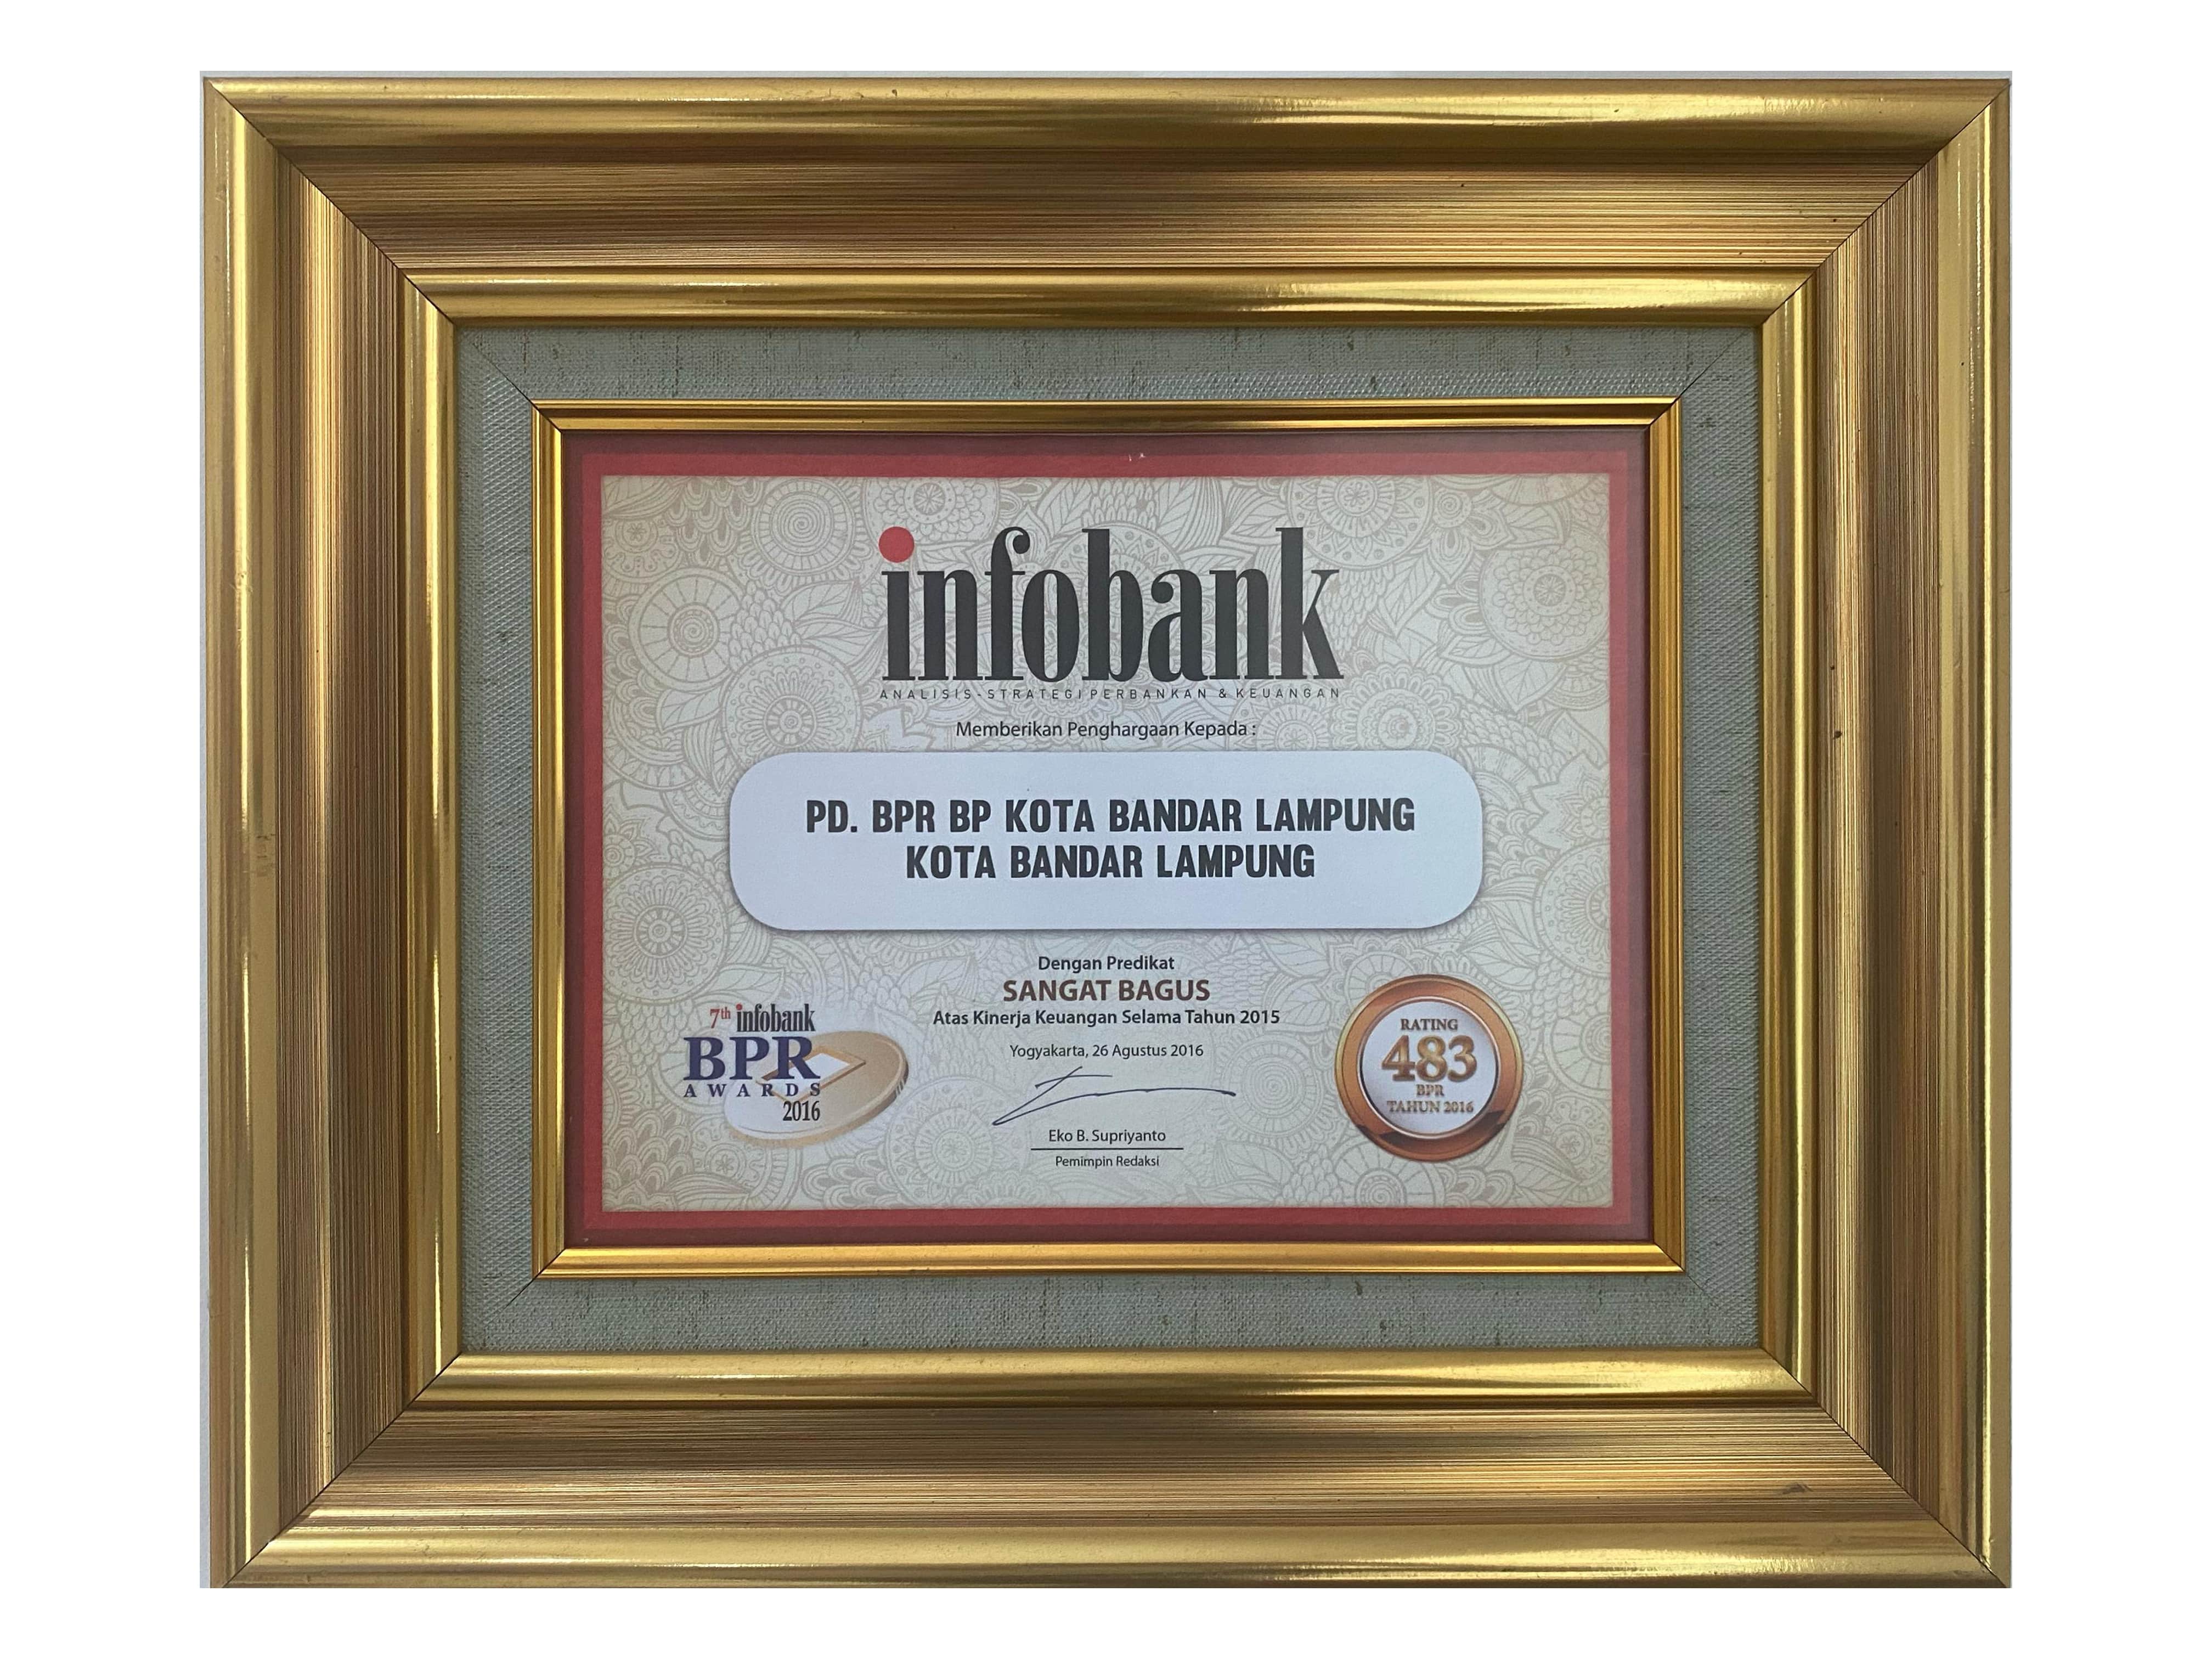 infobank
ANALISIS-STRATEGI PERBANKAN & KEUANGAN
Memberikan Penghargaan Kepada :
PD. BPR BP KOTA BANDAR LAMPUNG
KOTA BANDAR LAMPUNG
Dengan Predikat
SANGAT BAGUS
Atas Kinerja Keuangan Selama Tahun 2015
Yogyakarta, 26 Agustus 2016
Eko B. Supriyanto
Pemimpin Redaksi
7th infobank
BPR
AWARDS
2016
RATING
483
BPR
TAHUN 2016